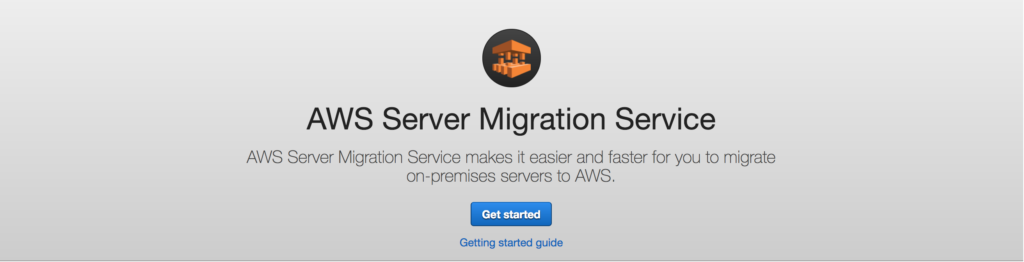 AWS Server Migration Service
AWS Server Migration Service makes it easier and faster for you to migrate
on-premises servers to AWS.
Get started
Getting started guide